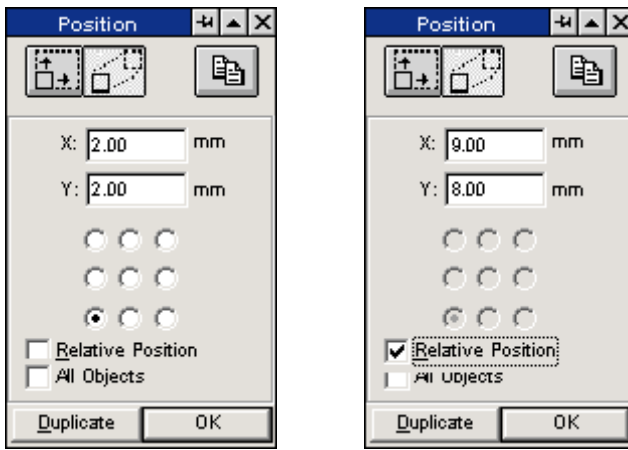 Position
X: 2.00 mm
Y: 2.00 mm
Relative Position
All Objects
Duplicate OK
Position
X: 9.00 mm
Y: 8.00 mm
Relative Position
All Objects
Duplicate OK